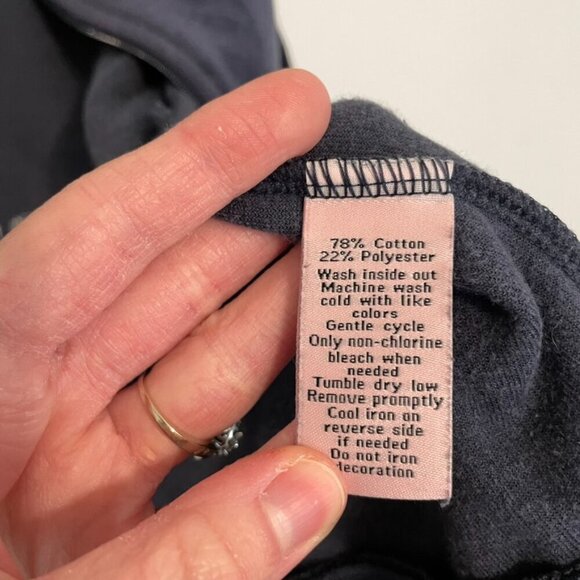 78% Cotton
22% Polyester
Wash inside out
Machine wash
cold with like
colors
Gentle cycle
Only non-chlorine
bleach when
needed
Tumble dry low
Remove promptly
Cool iron on
reverse side
if needed
Do not iron
decoration